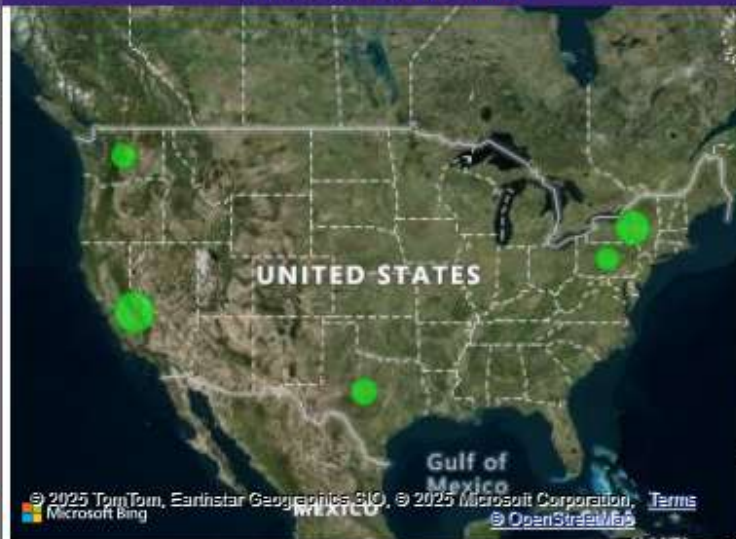 UNITED STATES
Gulf of
Mexico
© 2025 TomTom, Earthstar Geographics SIO, © 2025 Microsoft Corporation, Terms
Microsoft Bing
MEXICO
© OpenStreetMap